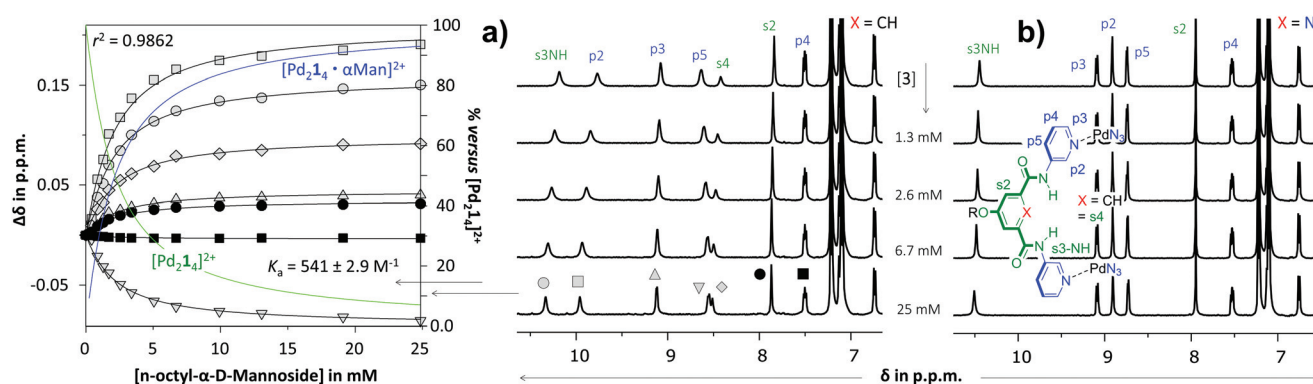 r² = 0.9862
[Pd₂1₄ • αMan]²⁺
[Pd₂1₄]²⁺
Kₐ = 541 ± 2.9 M⁻¹
Δδ in p.p.m.
0.15
0.05
-0.05
0
5
10
15
20
25
[n-octyl-α-D-Mannoside] in mM
100
80
60
40
20
0.0
% versus [Pd₂1₄]²⁺
a)
X = CH
s3NH
p2
p3
p5
s4
s2
p4
10
9
8
7
[3]
1.3 mM
2.6 mM
6.7 mM
25 mM
δ in p.p.m.
b)
X = N
s3NH
p3
p2
p5
s2
p4
p4
p3
p5
N
PdN₃
p2
O
N
H
s2
X = CH
= s4
RO
X
H
N
s3-NH
O
PdN₃
N
10
9
8
7